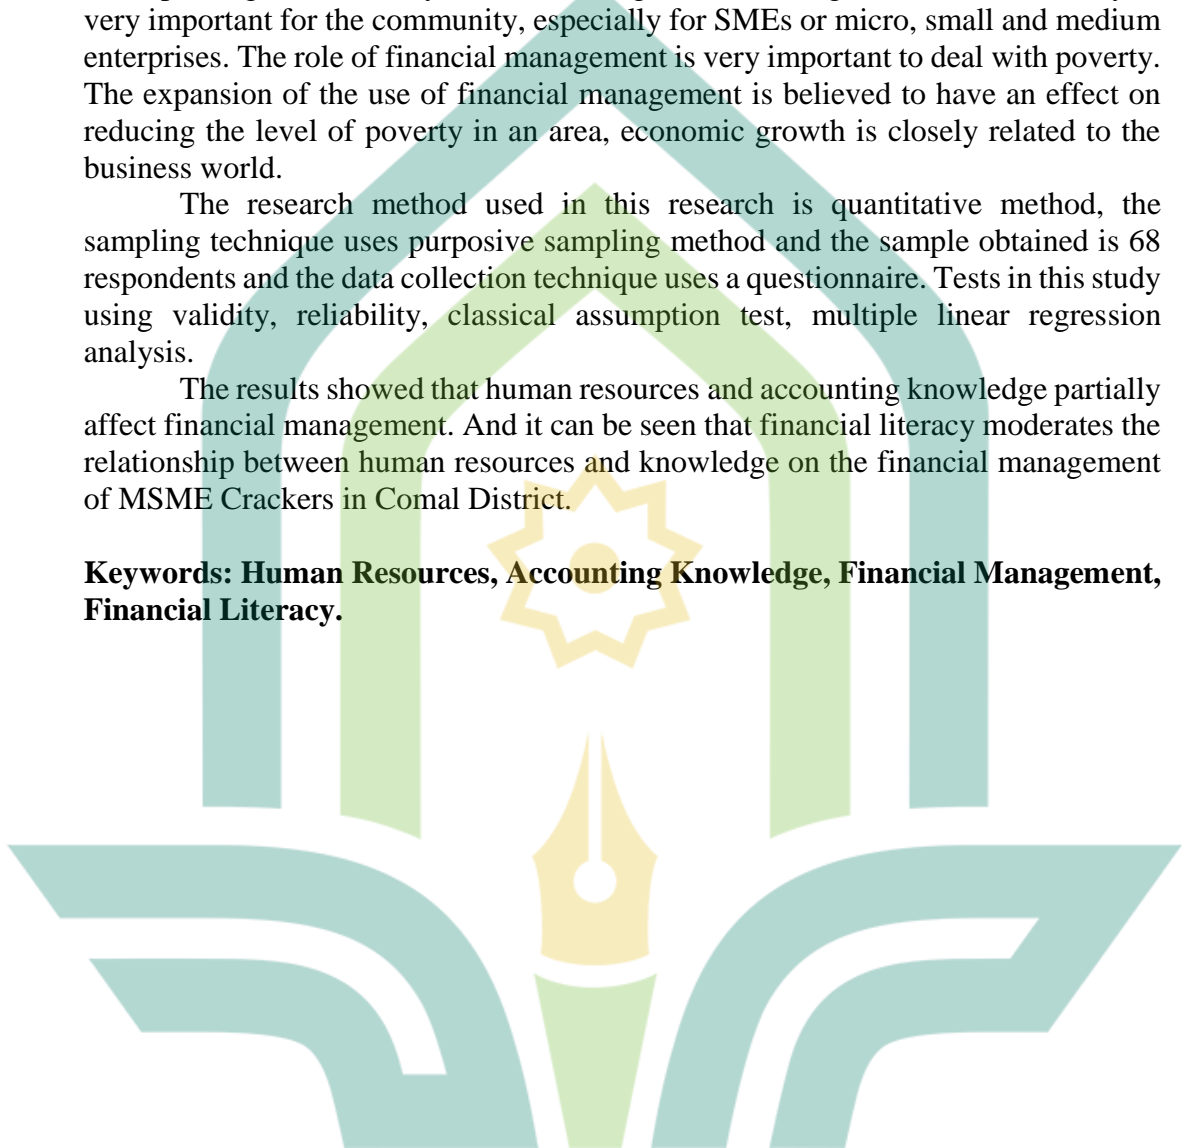 very important for the community, especially for SMEs or micro, small and medium
enterprises. The role of financial management is very important to deal with poverty.
The expansion of the use of financial management is believed to have an effect on
reducing the level of poverty in an area, economic growth is closely related to the
business world.
The research method used in this research is quantitative method, the
sampling technique uses purposive sampling method and the sample obtained is 68
respondents and the data collection technique uses a questionnaire. Tests in this study
using validity, reliability, classical assumption test, multiple linear regression
analysis.
The results showed that human resources and accounting knowledge partially
affect financial management. And it can be seen that financial literacy moderates the
relationship between human resources and knowledge on the financial management
of MSME Crackers in Comal District.
Keywords: Human Resources, Accounting Knowledge, Financial Management,
Financial Literacy.